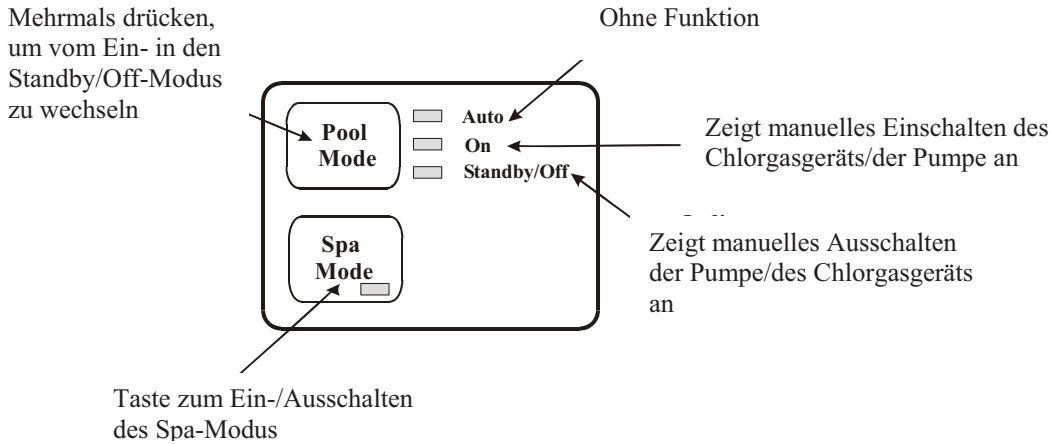 Mehrmals drücken,
um vom Ein- in den
Standby/Off-Modus
zu wechseln
Ohne Funktion
Pool
Mode
Auto
On
Standby/Off
Zeigt manuelles Einschalten des
Chlorgasgeräts/der Pumpe an
Zeigt manuelles Ausschalten
der Pumpe/des Chlorgasgeräts
an
Spa
Mode
Taste zum Ein-/Ausschalten
des Spa-Modus